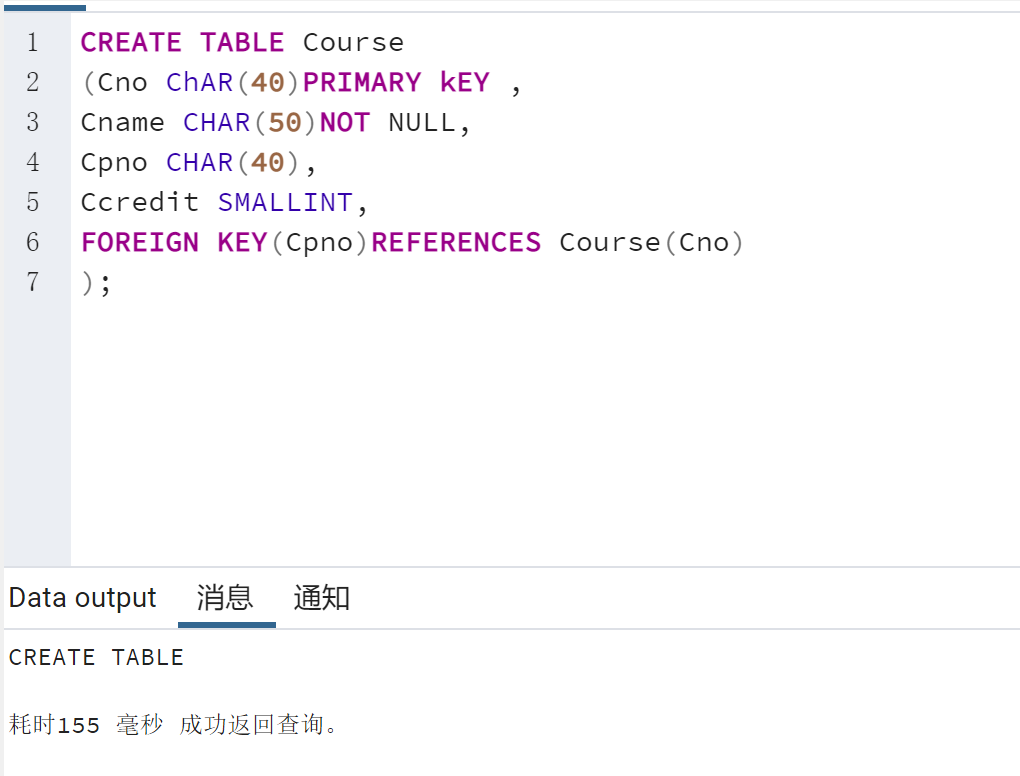 1 CREATE TABLE Course
2 (Cno ChAR(40)PRIMARY kEY ,
3 Cname CHAR(50)NOT NULL,
4 Cpno CHAR(40),
5 Ccredit SMALLINT,
6 FOREIGN KEY(Cpno)REFERENCES Course(Cno)
7 );
Data output 消息 通知
CREATE TABLE
耗时155 毫秒 成功返回查询。